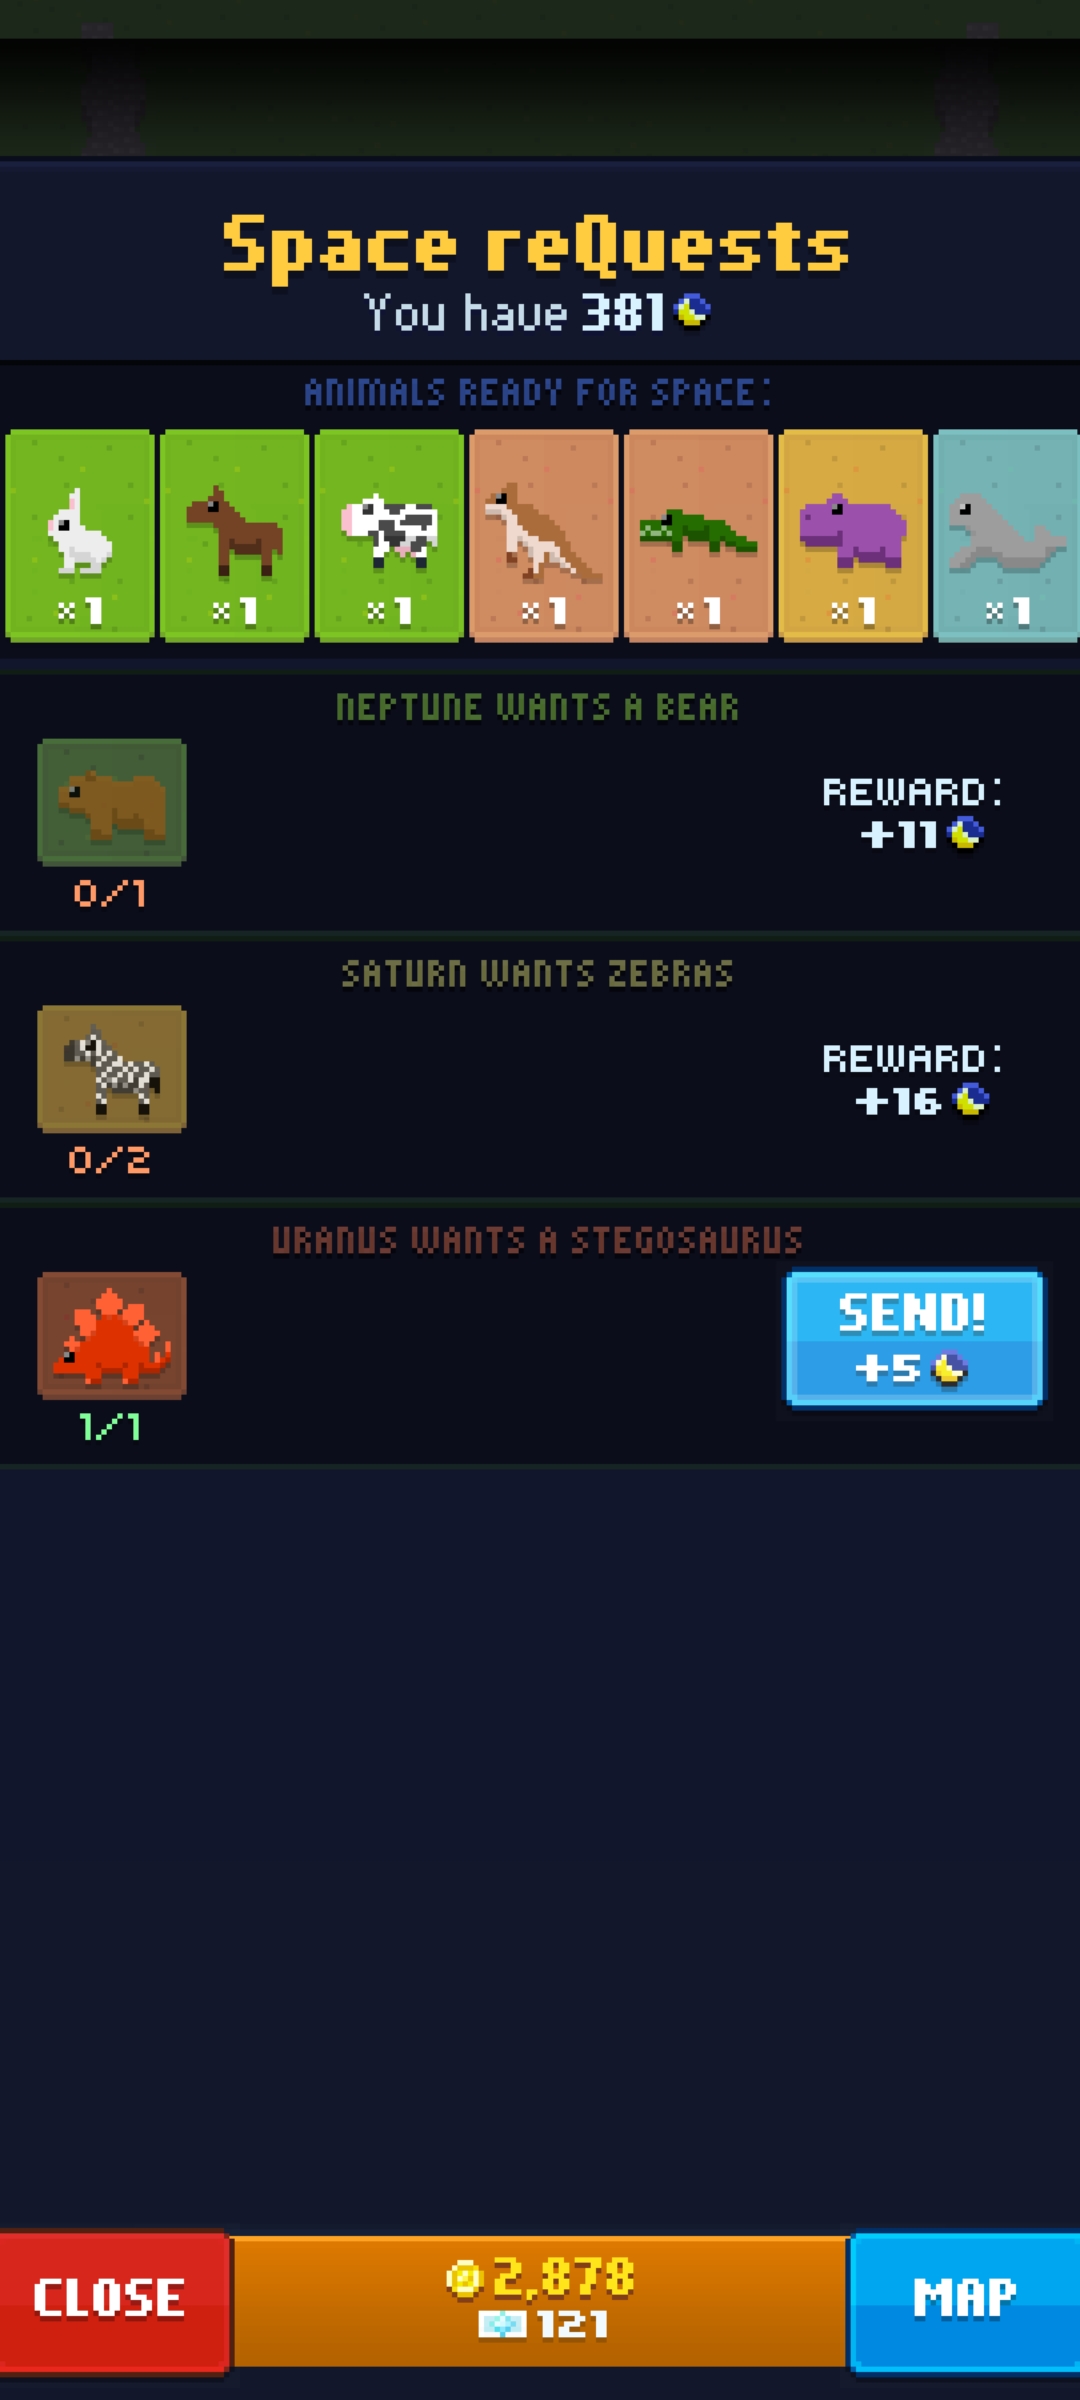 Space reQuests
You have 381
ANIMALS READY FOR SPACE:
×1 ×1 ×1 ×1 ×1 ×1 ×1
NEPTUNE WANTS A BEAR
REWARD:
+11
0/1
SATURN WANTS ZEBRAS
REWARD:
+16
0/2
URANUS WANTS A STEGOSAURUS
SEND!
+5
1/1
CLOSE
2,878
121
MAP